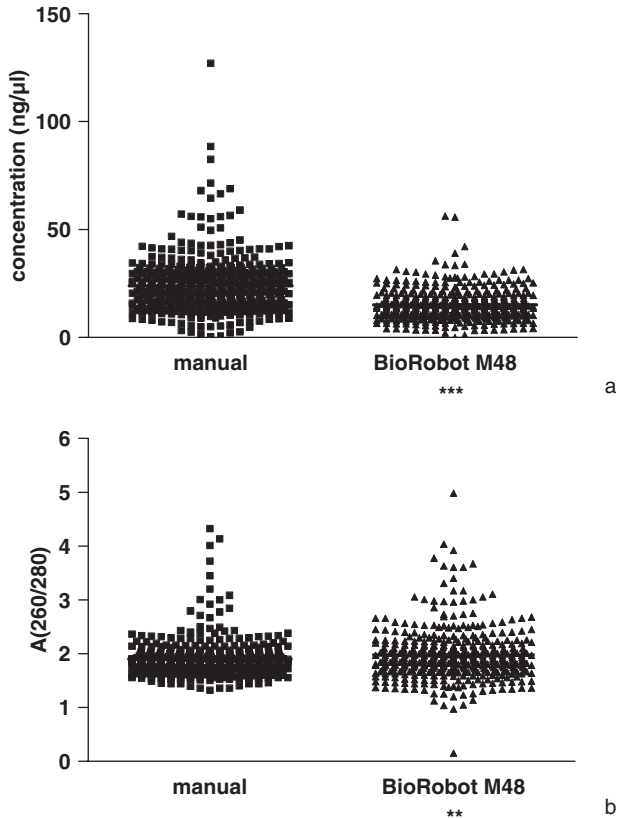 150
100
50
0
concentration (ng/µl)
manual
BioRobot M48
***
a
6
5
4
3
2
1
0
A(260/280)
manual
BioRobot M48
**
b